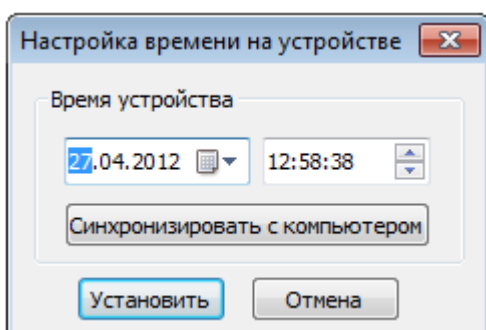 Настройка времени на устройстве
Время устройства
27.04.2012 12:58:38
Синхронизировать с компьютером
Установить Отмена